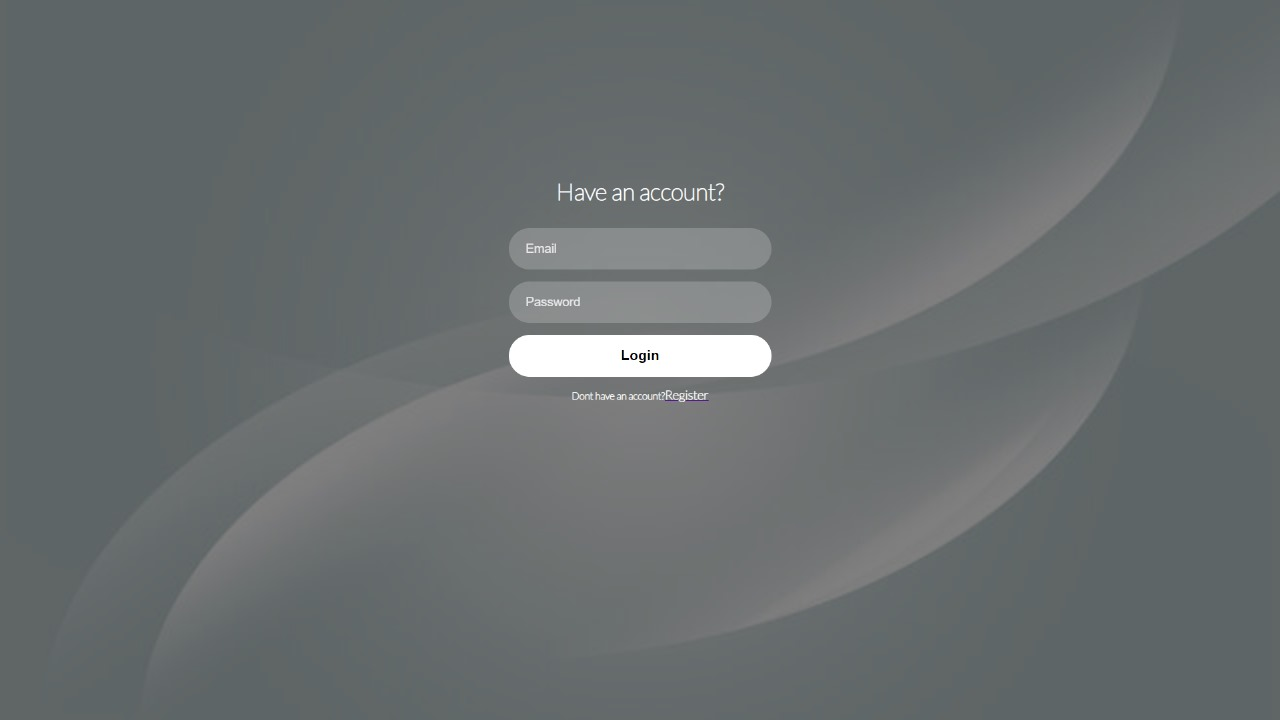 Have an account?
Email
Password
Login
Dont have an account?Register